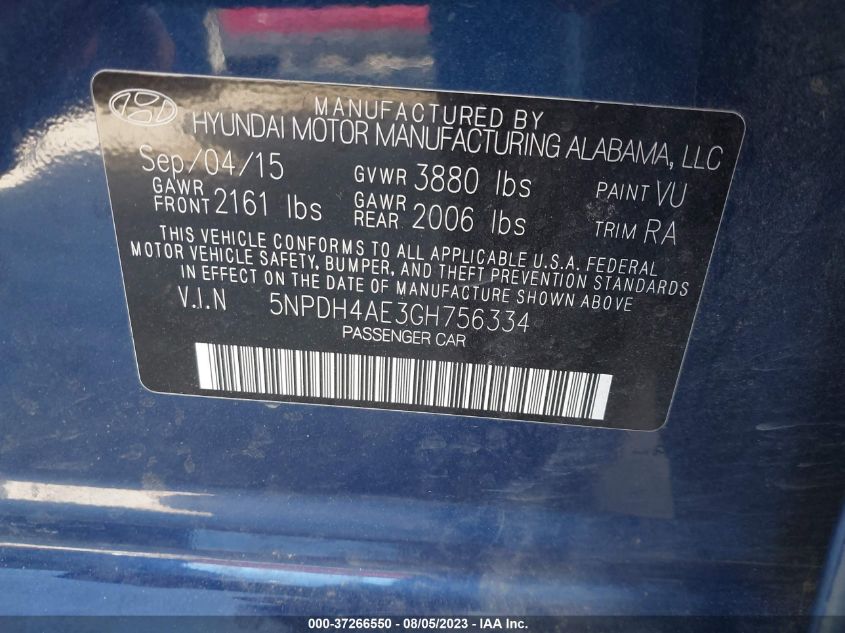 MANUFACTURED BY
HYUNDAI MOTOR MANUFACTURING ALABAMA, LLC
Sep/04/15 GVWR 3880 lbs PAINT VU
GAWR FRONT 2161 lbs GAWR REAR 2006 lbs TRIM RA
THIS VEHICLE CONFORMS TO ALL APPLICABLE U.S.A. FEDERAL
MOTOR VEHICLE SAFETY, BUMPER, AND THEFT PREVENTION STANDARDS
IN EFFECT ON THE DATE OF MANUFACTURE SHOWN ABOVE
V.I.N 5NPDH4AE3GH756334
PASSENGER CAR
000-37266550 - 08/05/2023 - IAA Inc.